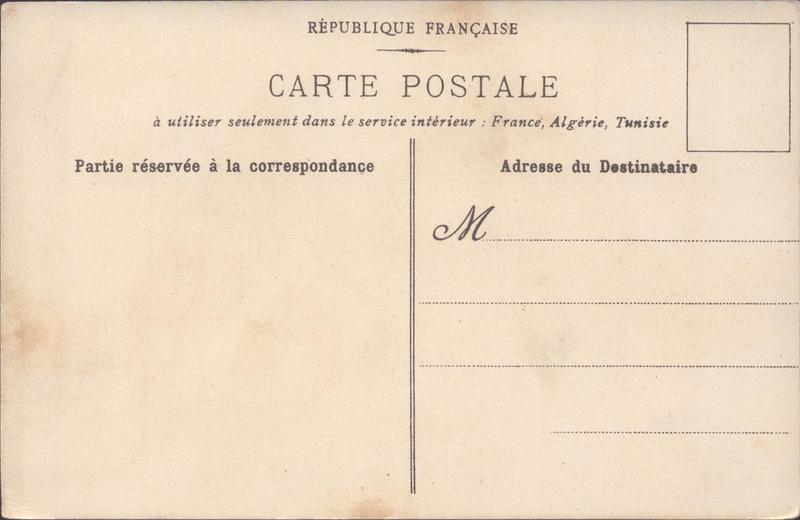 RÉPUBLIQUE FRANÇAISE
CARTE POSTALE
à utiliser seulement dans le service intérieur : France, Algérie, Tunisie
Partie réservée à la correspondance
Adresse du Destinataire
M